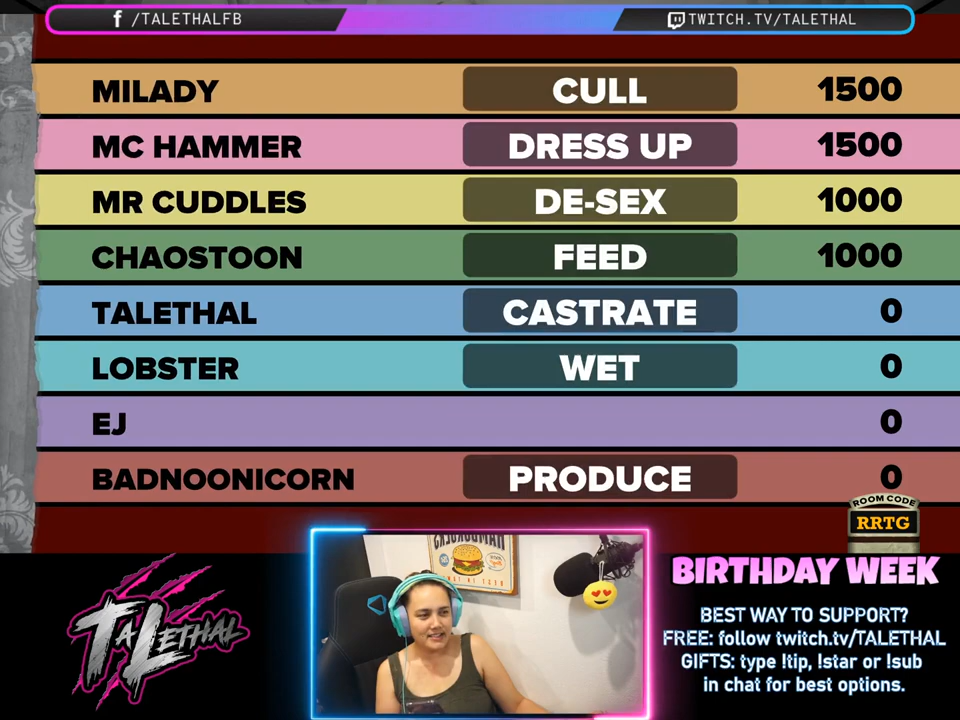 /TALETHALFB
TWITCH.TV/TALETHAL
MILADY CULL 1500
MC HAMMER DRESS UP 1500
MR CUDDLES DE-SEX 1000
CHAOSTOON FEED 1000
TALETHAL CASTRATE 0
LOBSTER WET 0
EJ 0
BADNOONICORN PRODUCE 0
ROOM CODE
RRTG
TALETHAL
BIRTHDAY WEEK
BEST WAY TO SUPPORT?
FREE: follow twitch.tv/TALETHAL
GIFTS: type !tip, !star or !sub
in chat for best options.